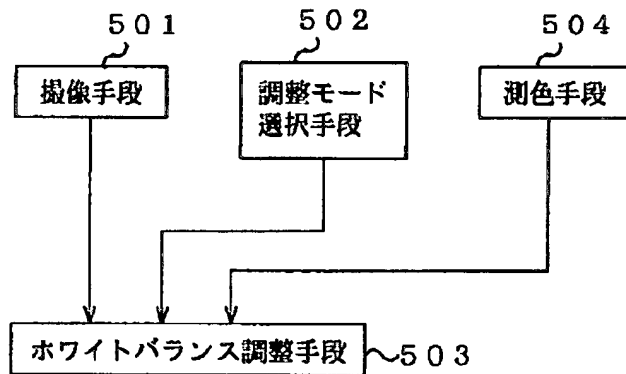 501
撮像手段
502
調整モード
選択手段
504
測色手段
ホワイトバランス調整手段
503